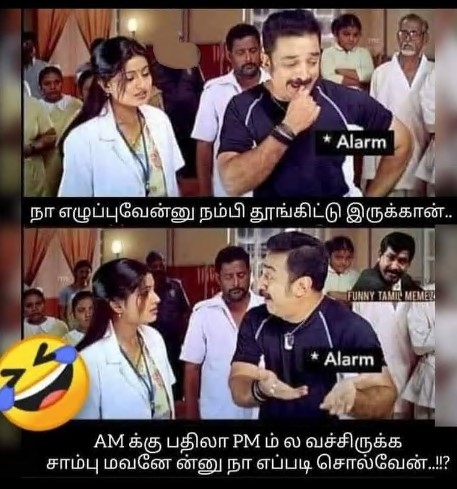 * Alarm
நா எழுப்புவேன்னு நம்பி தூங்கிட்டு இருக்கான்..
FUNNY TAMIL MEMEZ
* Alarm
AM க்கு பதிலா PM ம் ல வச்சிருக்க
சாம்பு மவனே ன்னு நா எப்படி சொல்வேன்..!!?